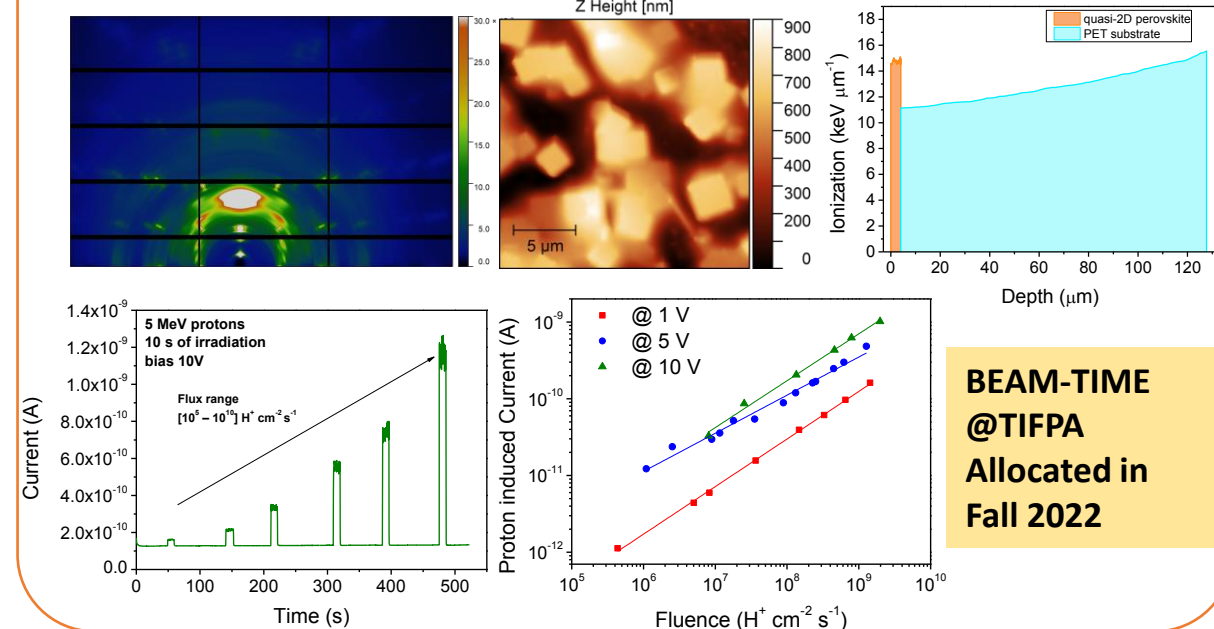 30.0 ×
25.0
20.0
15.0
10.0
5.0
0.0
Z Height [nm]
900
800
700
600
500
400
300
200
100
0
5 µm
quasi-2D perovskite
PET substrate
Ionization (keV µm⁻¹)
18
16
14
12
10
8
6
4
2
0
0 20 40 60 80 100 120
Depth (µm)
5 MeV protons
10 s of irradiation
bias 10V
Flux range
[10⁵ – 10¹⁰] H⁺ cm⁻² s⁻¹
Current (A)
1.4x10⁻⁹
1.2x10⁻⁹
1.0x10⁻⁹
8.0x10⁻¹⁰
6.0x10⁻¹⁰
4.0x10⁻¹⁰
2.0x10⁻¹⁰
0.0
0 100 200 300 400 500
Time (s)
@ 1 V
@ 5 V
@ 10 V
Proton induced Current (A)
10⁻⁹
10⁻¹⁰
10⁻¹¹
10⁻¹²
10⁵ 10⁶ 10⁷ 10⁸ 10⁹ 10¹⁰
Fluence (H⁺ cm⁻² s⁻¹)
BEAM-TIME
@TIFPA
Allocated in
Fall 2022